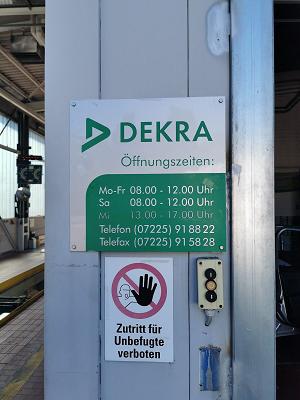 DEKRA
Öffnungszeiten:
Mo-Fr 08.00 - 12.00 Uhr
Sa 08.00 - 12.00 Uhr
Mi 13.00 - 17.00 Uhr
Telefon (07225) 91 88 22
Telefax (07225) 91 58 28
Zutritt für
Unbefugte
verboten